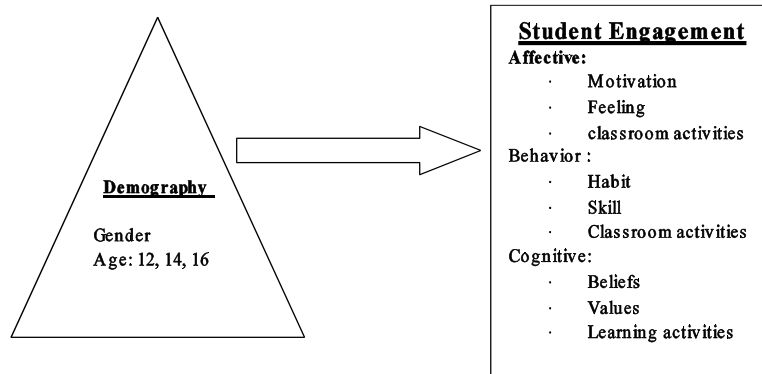 Demography
Gender
Age: 12, 14, 16
Student Engagement
Affective:
· Motivation
· Feeling
· classroom activities
Behavior :
· Habit
· Skill
· Classroom activities
Cognitive:
· Beliefs
· Values
· Learning activities